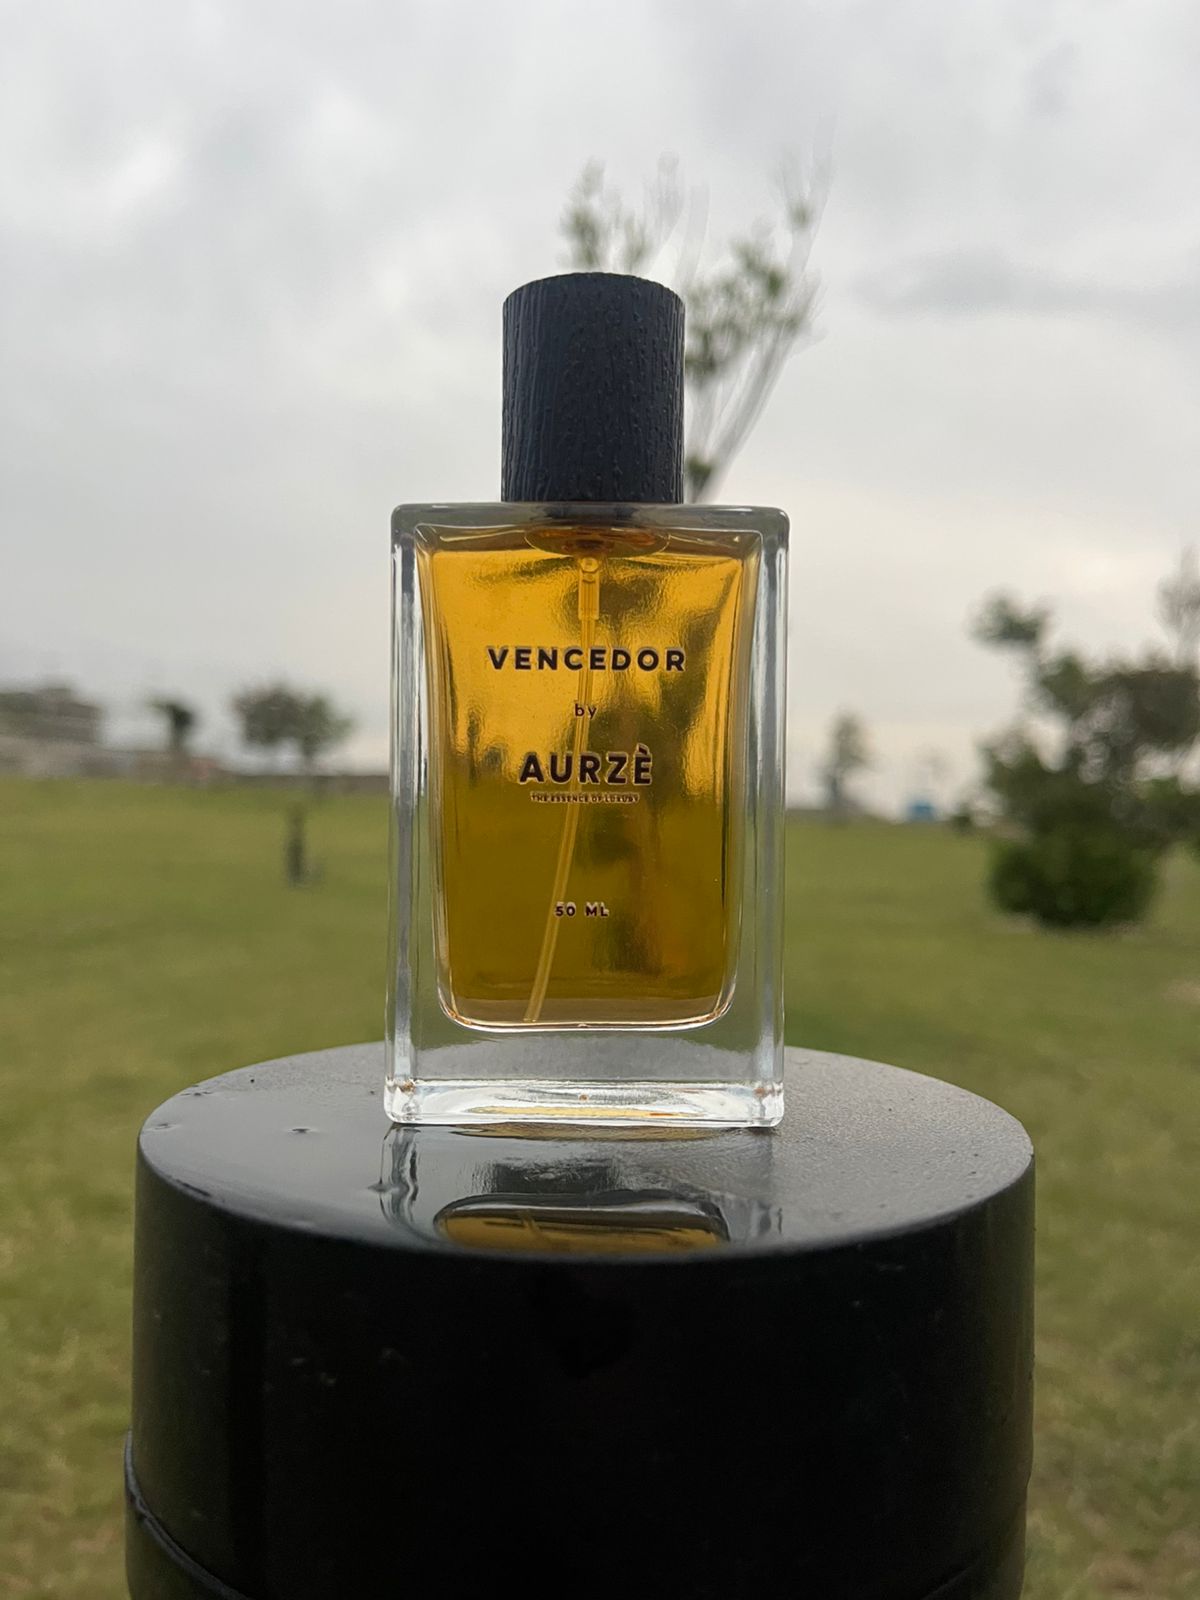 VENCEDOR
by
AURZÈ
THE ESSENCE OF LUXURY
50 ML